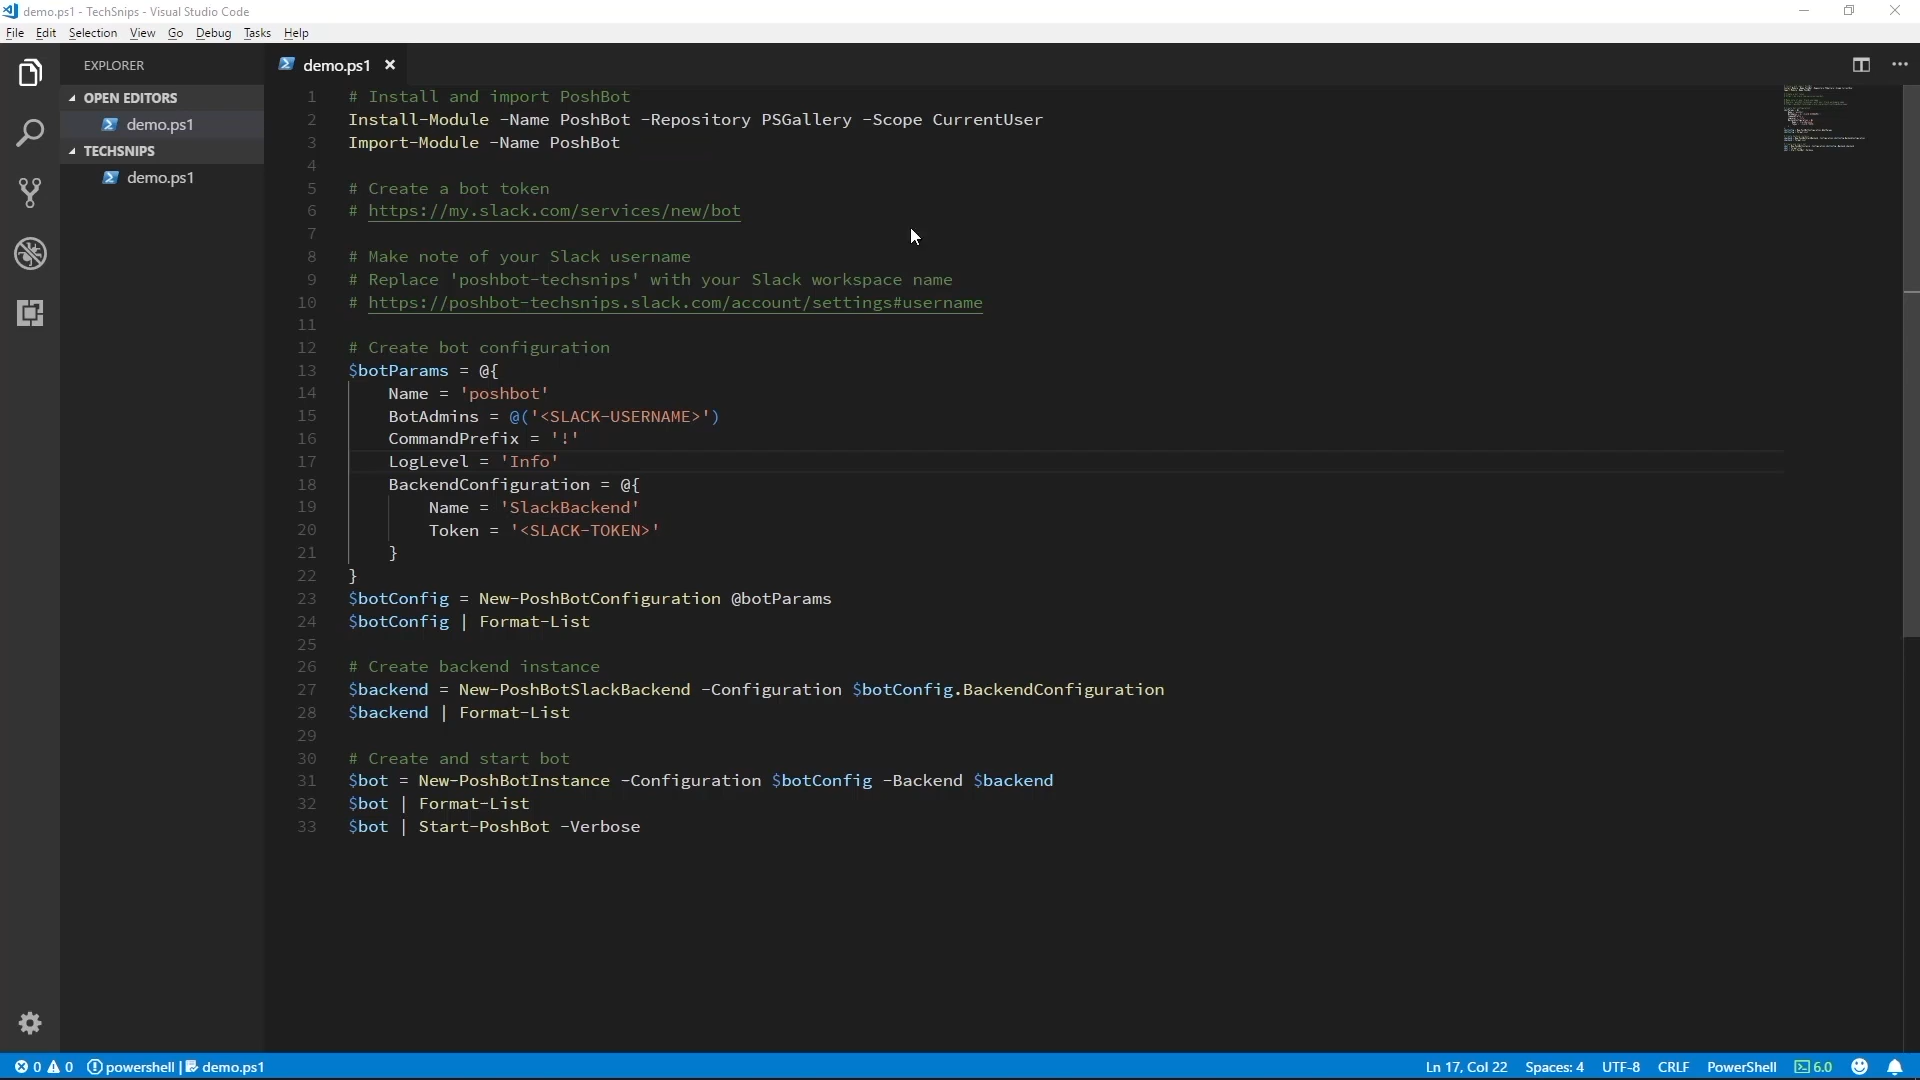 demo.ps1 - TechSnips - Visual Studio Code
File Edit Selection View Go Debug Tasks Help
EXPLORER
OPEN EDITORS
demo.ps1
TECHSNIPS
demo.ps1
demo.ps1
1 # Install and import PoshBot
2 Install-Module -Name PoshBot -Repository PSGallery -Scope CurrentUser
3 Import-Module -Name PoshBot
4
5 # Create a bot token
6 # https://my.slack.com/services/new/bot
7
8 # Make note of your Slack username
9 # Replace 'poshbot-techsnips' with your Slack workspace name
10 # https://poshbot-techsnips.slack.com/account/settings#username
11
12 # Create bot configuration
13 $botParams = @{
14 Name = 'poshbot'
15 BotAdmins = @('<SLACK-USERNAME>')
16 CommandPrefix = '!'
17 LogLevel = 'Info'
18 BackendConfiguration = @{
19 Name = 'SlackBackend'
20 Token = '<SLACK-TOKEN>'
21 }
22 }
23 $botConfig = New-PoshBotConfiguration @botParams
24 $botConfig | Format-List
25
26 # Create backend instance
27 $backend = New-PoshBotSlackBackend -Configuration $botConfig.BackendConfiguration
28 $backend | Format-List
29
30 # Create and start bot
31 $bot = New-PoshBotInstance -Configuration $botConfig -Backend $backend
32 $bot | Format-List
33 $bot | Start-PoshBot -Verbose
0 0 powershell | demo.ps1 Ln 17, Col 22 Spaces: 4 UTF-8 CRLF PowerShell 6.0